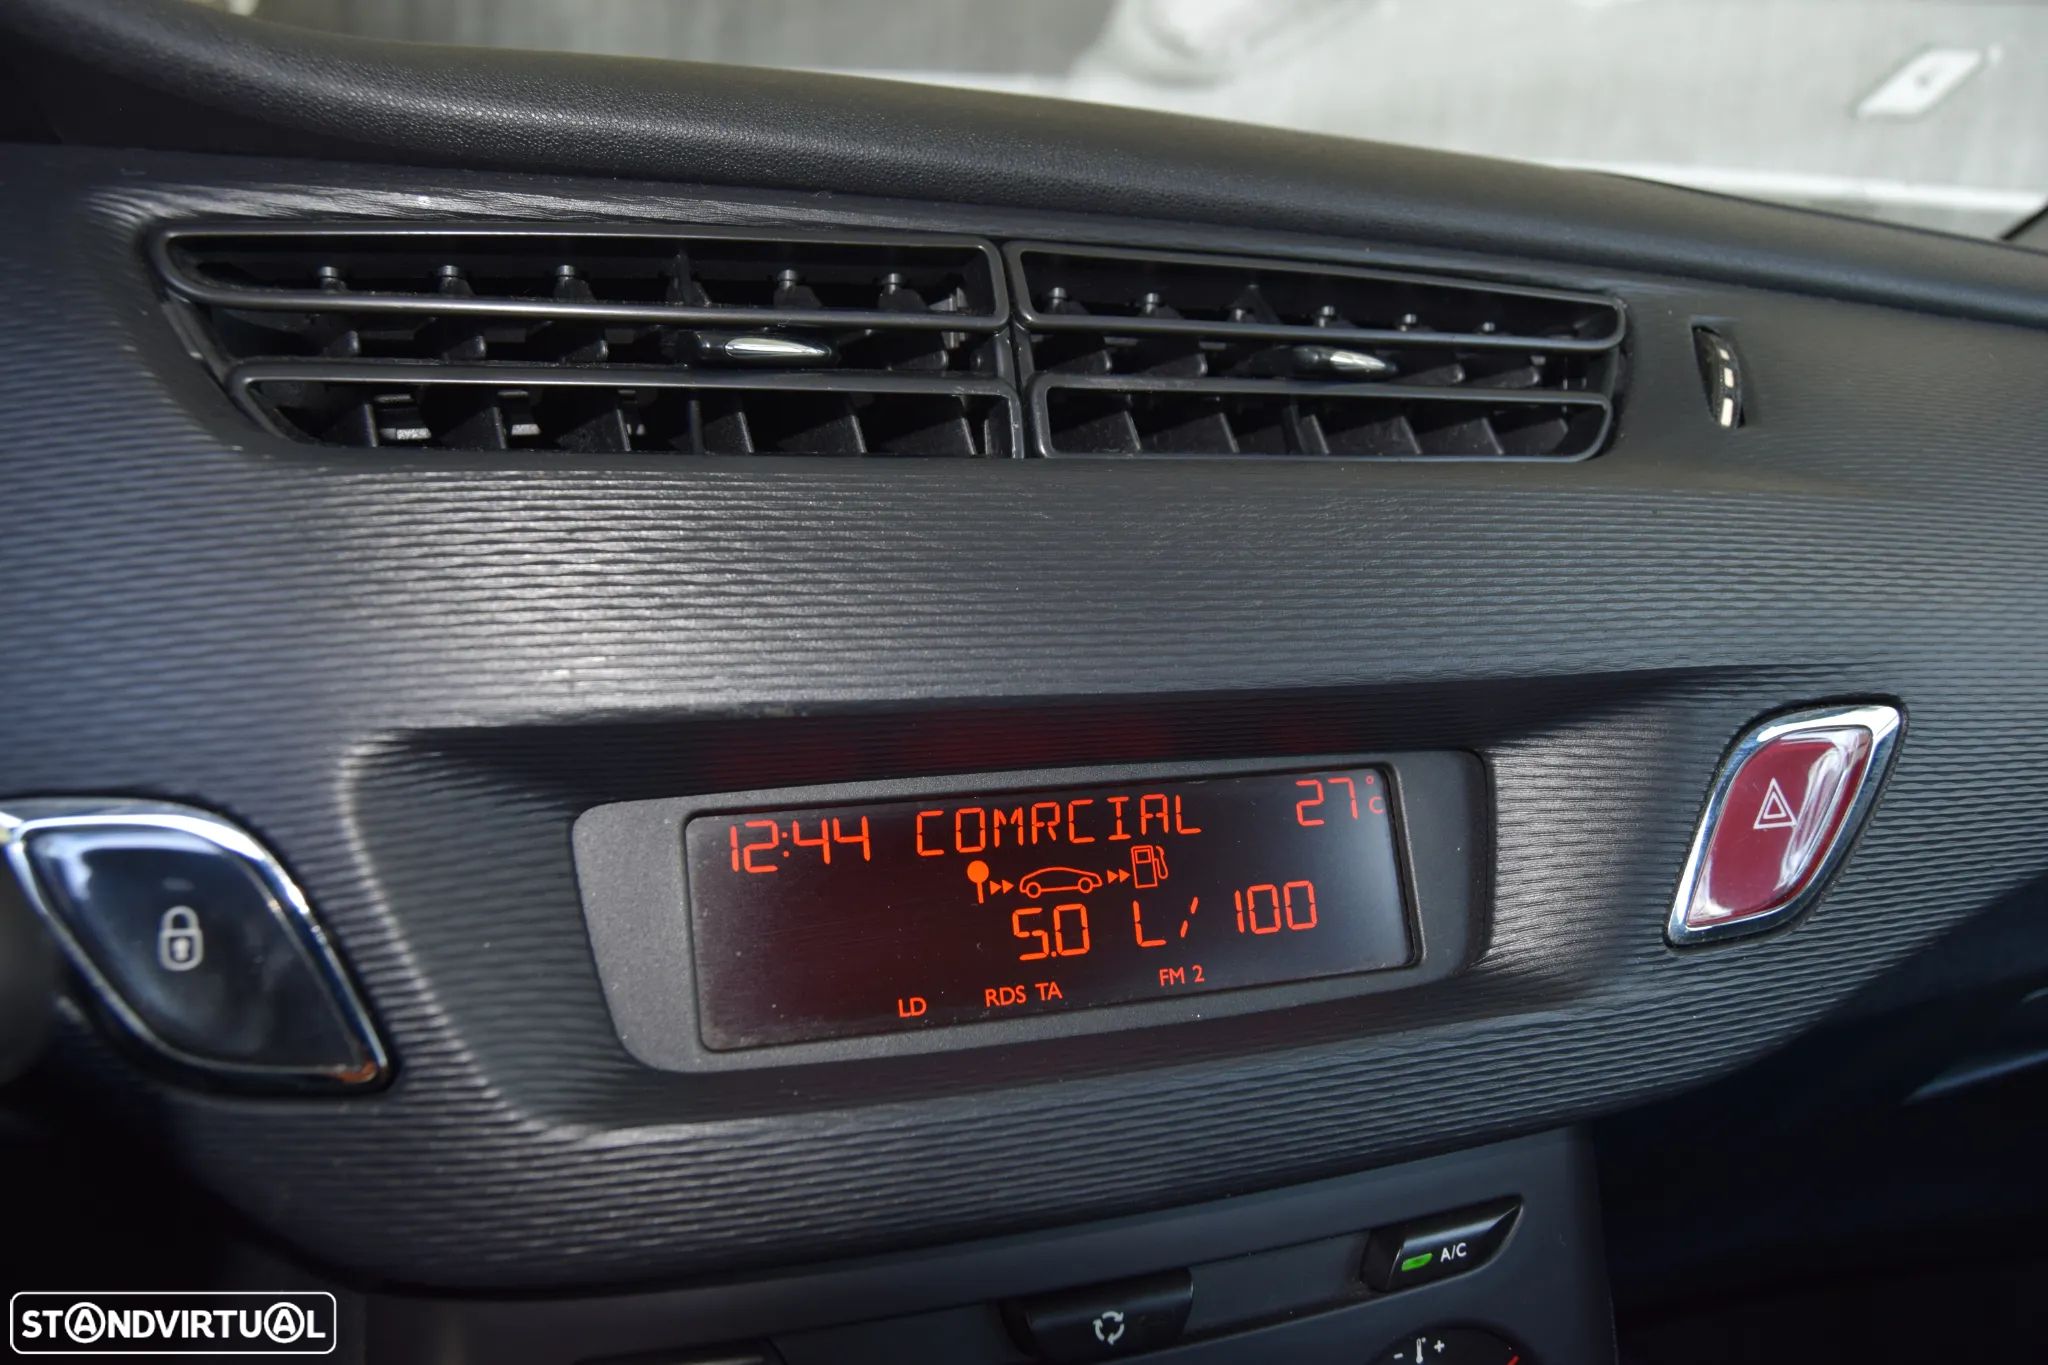 12:44 COMRCIAL 27°C
5.0 L/100
LD RDS TA FM 2
A/C
- +
STANDVIRTUAL